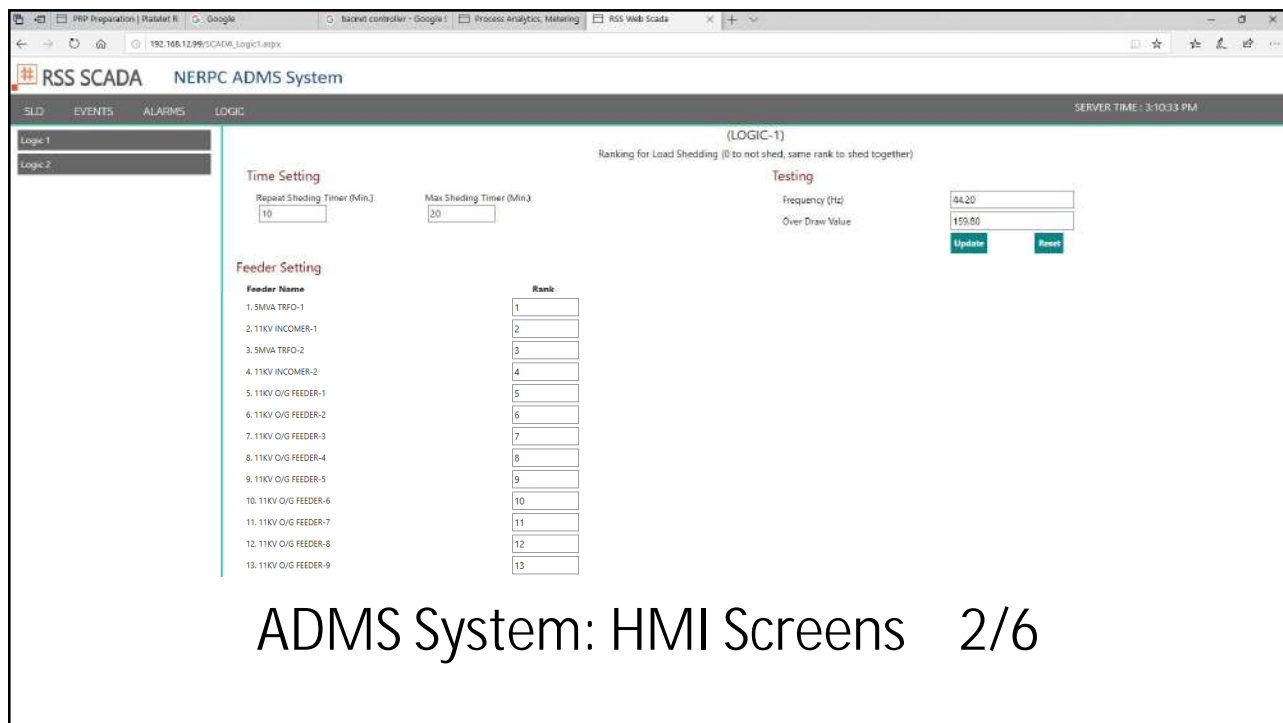 PRP Preparation | Platelet R
Google
bacnet controller - Google S
Process Analytics, Metering
RSS Web Scada
192.168.12.99/SCADA_Logic1.aspx
# RSS SCADA
NERPC ADMS System
SLD EVENTS ALARMS LOGIC
SERVER TIME : 3:10:33 PM
Logic 1
Logic 2
(LOGIC-1)
Ranking for Load Shedding (0 to not shed, same rank to shed together)
Time Setting
Repeat Sheding Timer (Min.) Max Sheding Timer (Min.)
10 20
Testing
Frequency (Hz) 44.20
Over Draw Value 159.80
Update Reset
Feeder Setting
Feeder Name Rank
1. 5MVA TRFO-1 1
2. 11KV INCOMER-1 2
3. 5MVA TRFO-2 3
4. 11KV INCOMER-2 4
5. 11KV O/G FEEDER-1 5
6. 11KV O/G FEEDER-2 6
7. 11KV O/G FEEDER-3 7
8. 11KV O/G FEEDER-4 8
9. 11KV O/G FEEDER-5 9
10. 11KV O/G FEEDER-6 10
11. 11KV O/G FEEDER-7 11
12. 11KV O/G FEEDER-8 12
13. 11KV O/G FEEDER-9 13
ADMS System: HMI Screens 2/6